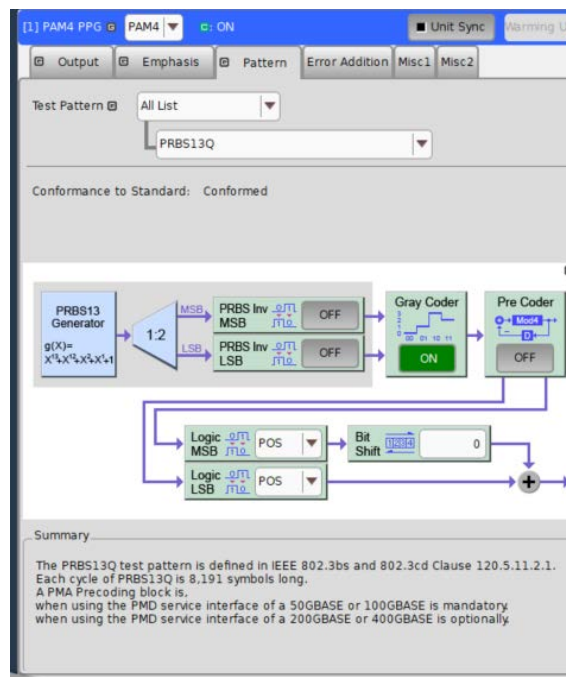 [1] PAM4 PPG G PAM4 C: ON Unit Sync Warming U
Output Emphasis Pattern Error Addition Misc1 Misc2
Test Pattern All List
PRBS13Q
Conformance to Standard: Conformed
PRBS13
Generator
g(X)=
X¹³+X¹²+X²+X¹+1
1:2
MSB
LSB
PRBS Inv
MSB
OFF
PRBS Inv
LSB
OFF
Gray Coder
3
2
1
0
00 01 10 11
ON
Pre Coder
Mod4
D
OFF
Logic
MSB
POS
Bit
Shift
1234
0
Logic
LSB
POS
Summary
The PRBS13Q test pattern is defined in IEEE 802.3bs and 802.3cd Clause 120.5.11.2.1.
Each cycle of PRBS13Q is 8,191 symbols long.
A PMA Precoding block is,
when using the PMD service interface of a 50GBASE or 100GBASE is mandatory.
when using the PMD service interface of a 200GBASE or 400GBASE is optionally.